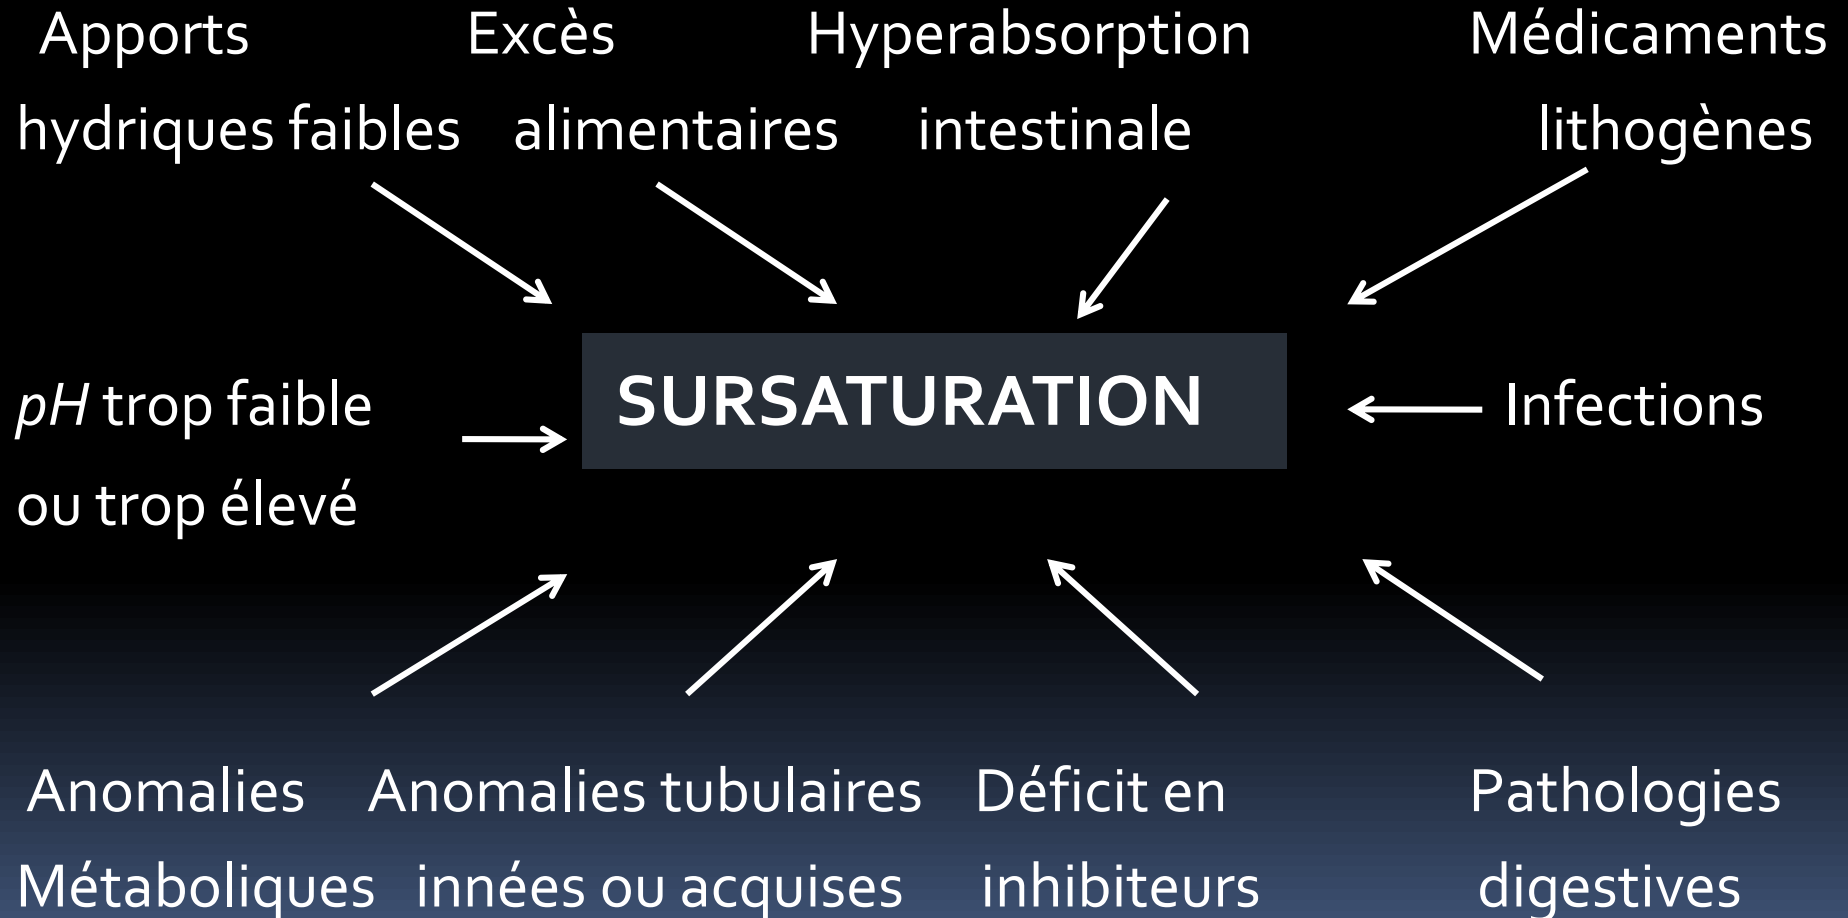 Apports Excès Hyperabsorption Médicaments
hydriques faibles alimentaires intestinale lithogènes
SURSATURATION
pH trop faible Infections
ou trop élevé
Anomalies Anomalies tubulaires Déficit en Pathologies
Métaboliques innées ou acquises inhibiteurs digestives